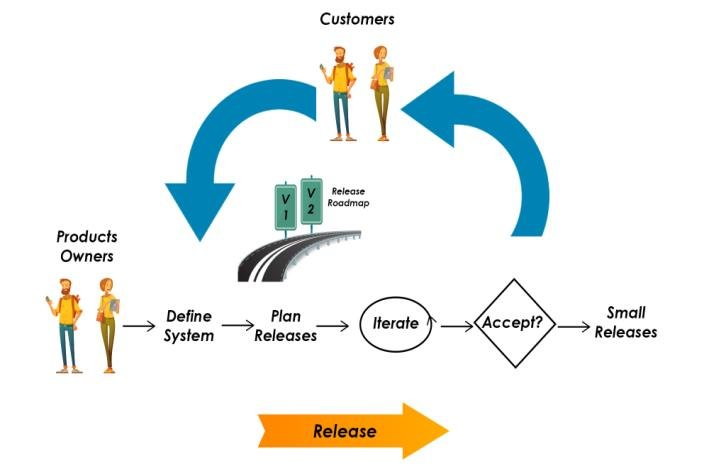 Customers
V
1
V
2
Release
Roadmap
Products
Owners
Define
System
Plan
Releases
Iterate
Accept?
Small
Releases
Release